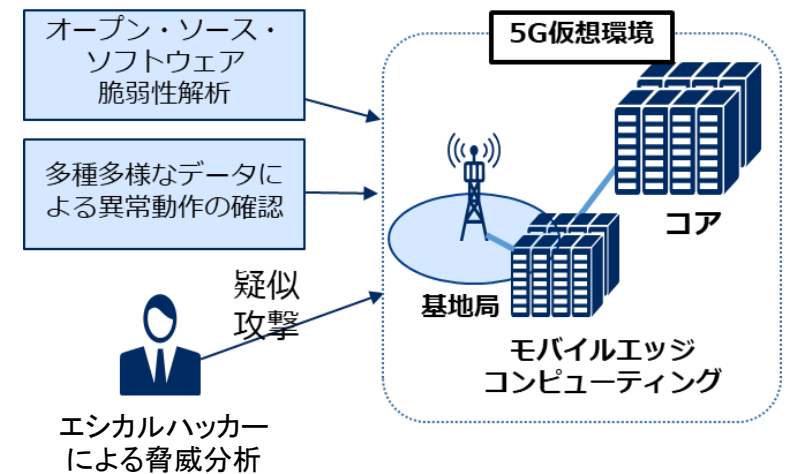 オープン・ソース・
ソフトウェア
脆弱性解析
多種多様なデータに
よる異常動作の確認
疑似
攻撃
エシカルハッカー
による脅威分析
5G仮想環境
コア
基地局
モバイルエッジ
コンピューティング